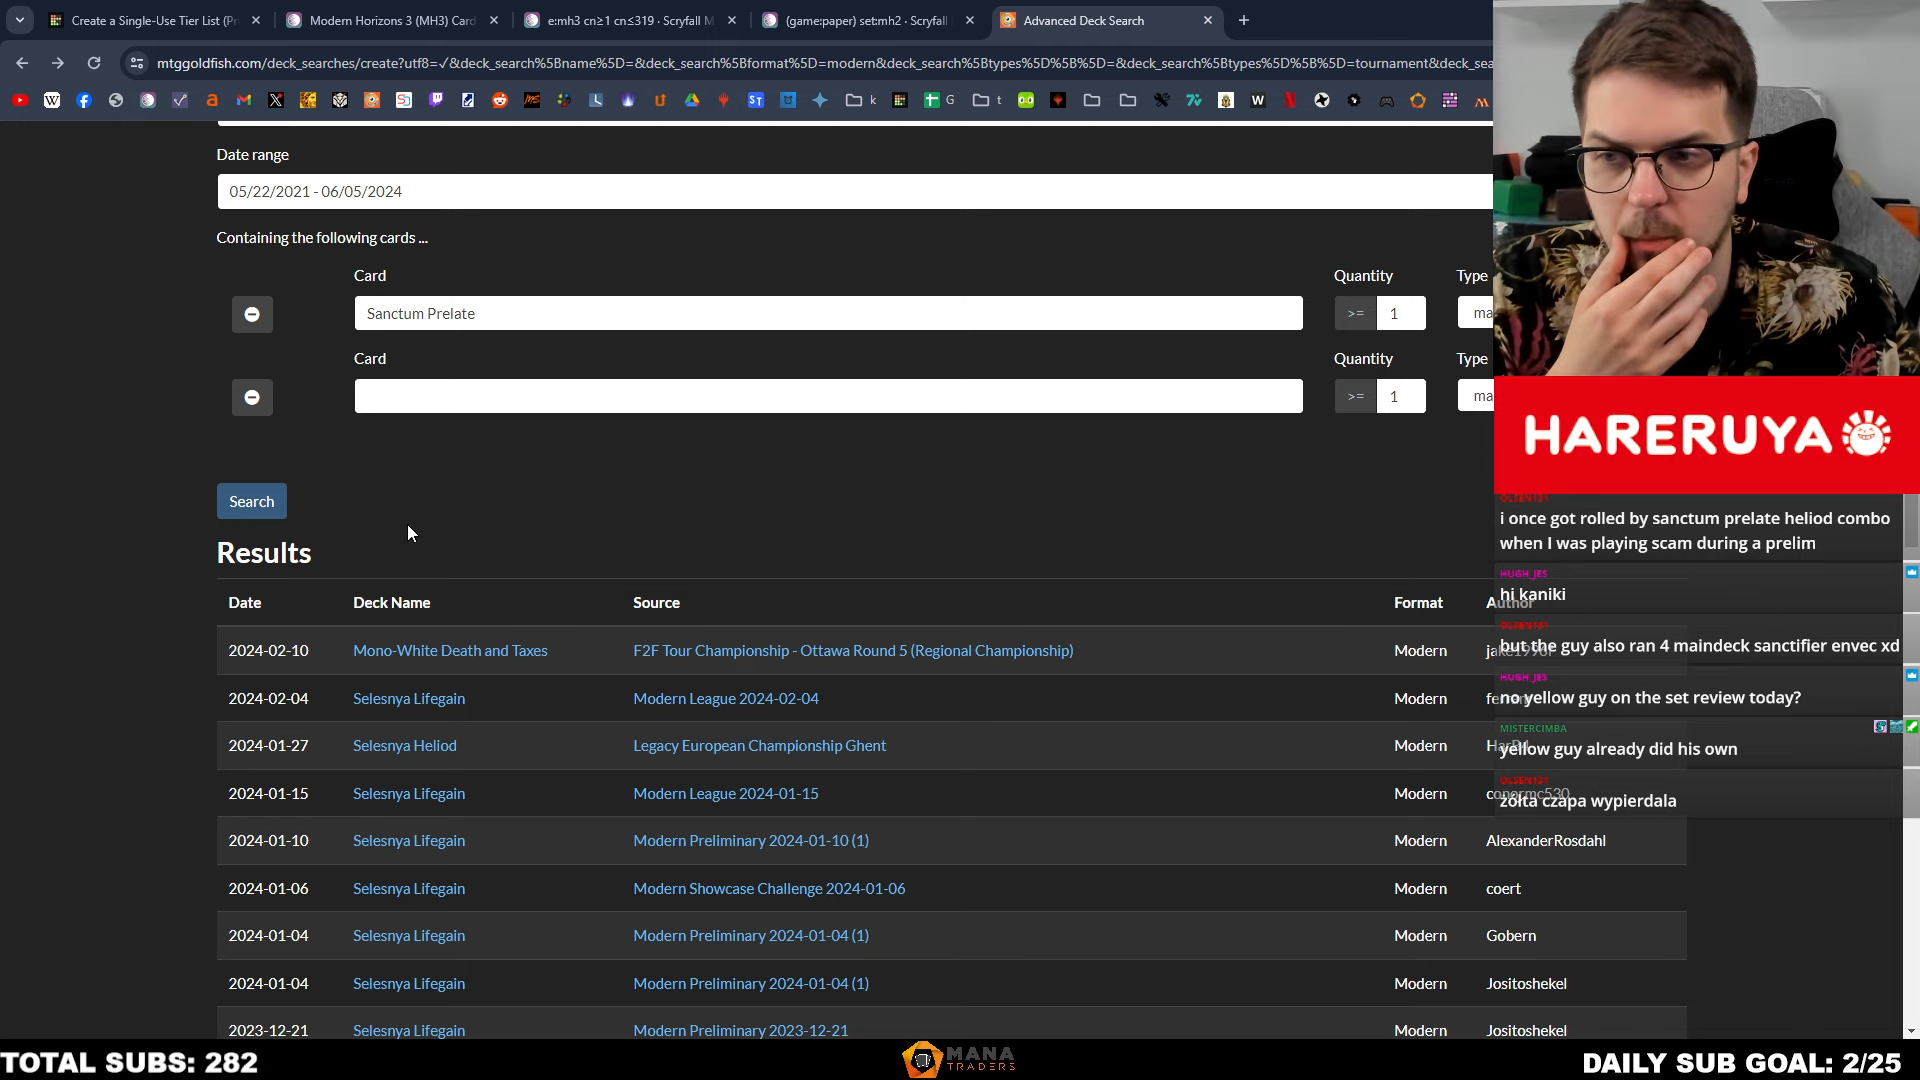 Create a Single-Use Tier List (Pr
Modern Horizons 3 (MH3) Card
e:mh3 cn≥1 cn≤319 · Scryfall M
(game:paper) set:mh2 · Scryfall
Advanced Deck Search
mtggoldfish.com/deck_searches/create?utf8=✓&deck_search%5Bname%5D=&deck_search%5Bformat%5D=modern&deck_search%5Btypes%5D%5B%5D=&deck_search%5Btypes%5D%5B%5D=tournament&deck_sea
k
G
t
Date range
05/22/2021 - 06/05/2024
Containing the following cards ...
Card
Quantity
Type
Sanctum Prelate
>=
1
ma
Card
Quantity
Type
>=
1
ma
Search
Results
Date
Deck Name
Source
Format
Author
2024-02-10
Mono-White Death and Taxes
F2F Tour Championship - Ottawa Round 5 (Regional Championship)
Modern
2024-02-04
Selesnya Lifegain
Modern League 2024-02-04
Modern
2024-01-27
Selesnya Heliod
Legacy European Championship Ghent
Modern
2024-01-15
Selesnya Lifegain
Modern League 2024-01-15
Modern
2024-01-10
Selesnya Lifegain
Modern Preliminary 2024-01-10 (1)
Modern
AlexanderRosdahl
2024-01-06
Selesnya Lifegain
Modern Showcase Challenge 2024-01-06
Modern
coert
2024-01-04
Selesnya Lifegain
Modern Preliminary 2024-01-04 (1)
Modern
Gobern
2024-01-04
Selesnya Lifegain
Modern Preliminary 2024-01-04 (1)
Modern
Jositoshekel
2023-12-21
Selesnya Lifegain
Modern Preliminary 2023-12-21
Modern
Jositoshekel
HARERUYA
OLSEN121
i once got rolled by sanctum prelate heliod combo
when I was playing scam during a prelim
HUGH_JES
hi kaniki
OLSEN121
but the guy also ran 4 maindeck sanctifier envec xd
HUGH_JES
no yellow guy on the set review today?
MISTERCIMBA
yellow guy already did his own
OLSEN121
żółta czapa wypierdala
TOTAL SUBS: 282
MANA
TRADERS
DAILY SUB GOAL: 2/25